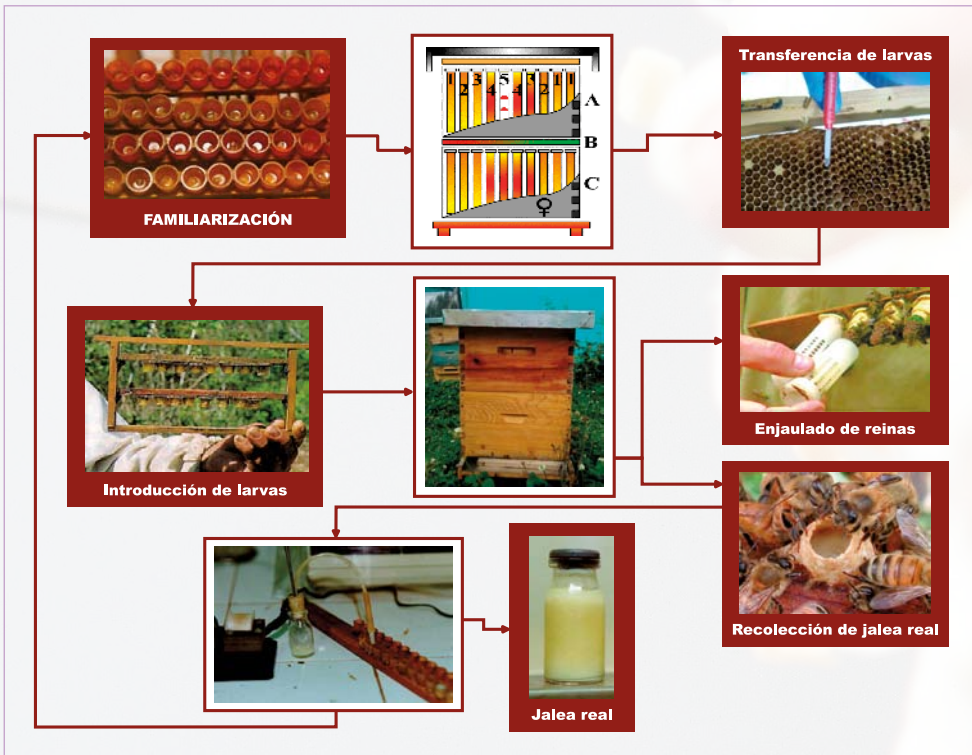 FAMILIARIZACIÓN
1 2 3 4 5 4 3 2 1 1
A
B
C
♀
Transferencia de larvas
Introducción de larvas
Enjaulado de reinas
Recolección de jalea real
Jalea real